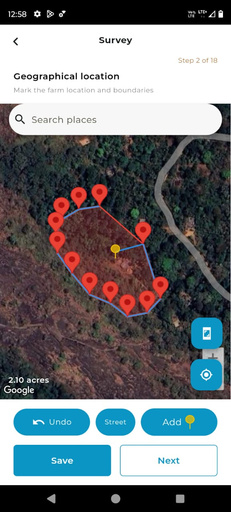 12:58
LTE+
Survey
Step 2 of 18
Geographical location
Mark the farm location and boundaries
Search places
2.10 acres
Google
Undo
Street
Add
Save
Next